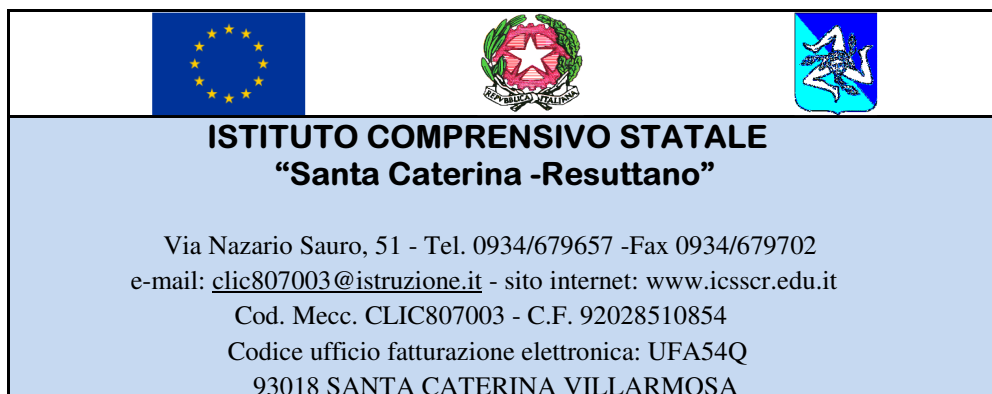 REPVBBLICA ITALIANA
ISTITUTO COMPRENSIVO STATALE
“Santa Caterina -Resuttano”
Via Nazario Sauro, 51 - Tel. 0934/679657 -Fax 0934/679702
e-mail: clic807003@istruzione.it - sito internet: www.icsscr.edu.it
Cod. Mecc. CLIC807003 - C.F. 92028510854
Codice ufficio fatturazione elettronica: UFA54Q
93018 SANTA CATERINA VILLARMOSA